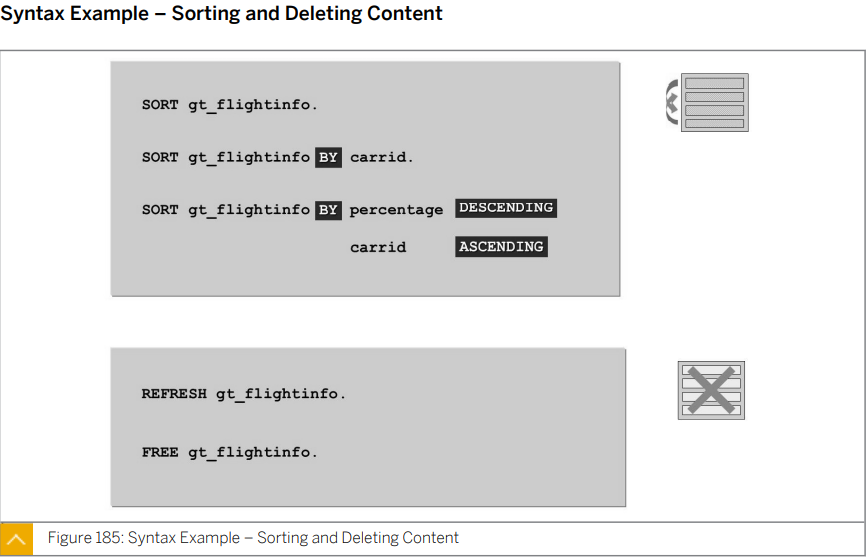 Syntax Example – Sorting and Deleting Content
SORT gt_flightinfo.
SORT gt_flightinfo BY carrid.
SORT gt_flightinfo BY percentage DESCENDING
carrid ASCENDING
REFRESH gt_flightinfo.
FREE gt_flightinfo.
Figure 185: Syntax Example – Sorting and Deleting Content